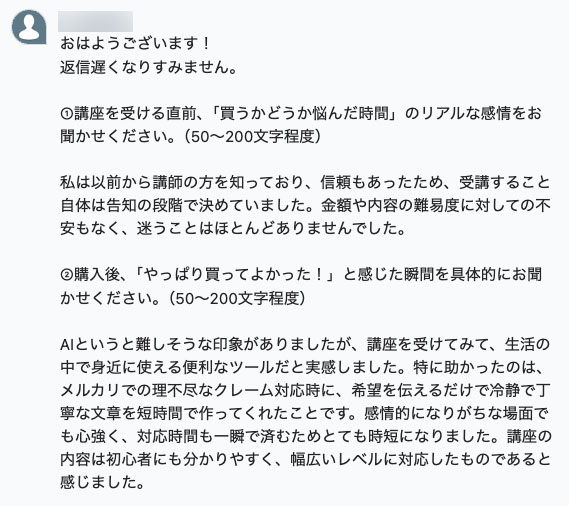 おはようございます！
返信遅くなりすみません。
①講座を受ける直前、「買うかどうか悩んだ時間」のリアルな感情をお
聞かせください。（50〜200文字程度）
私は以前から講師の方を知っており、信頼もあったため、受講すること
自体は告知の段階で決めていました。金額や内容の難易度に対しての不
安もなく、迷うことはほとんどありませんでした。
②購入後、「やっぱり買ってよかった！」と感じた瞬間を具体的にお聞
かせください。（50〜200文字程度）
AIというと難しそうな印象がありましたが、講座を受けてみて、生活の
中で身近に使える便利なツールだと実感しました。特に助かったのは、
メルカリでの理不尽なクレーム対応時に、希望を伝えるだけで冷静で丁
寧な文章を短時間で作ってくれたことです。感情的になりがちな場面で
も心強く、対応時間も一瞬で済むためとても時短になりました。講座の
内容は初心者にも分かりやすく、幅広いレベルに対応したものであると
感じました。